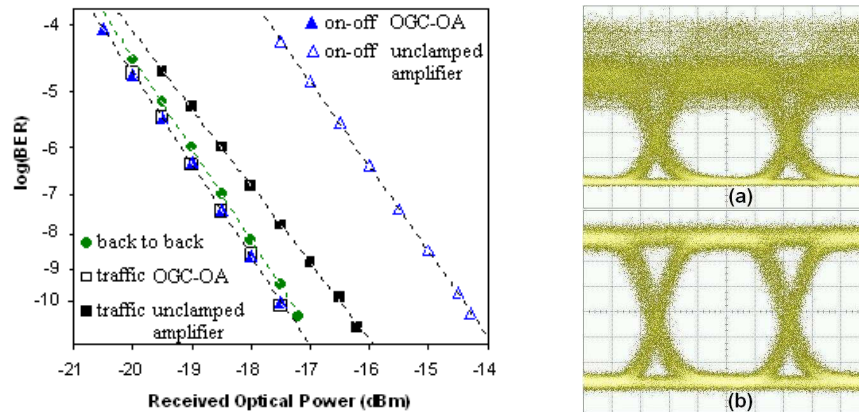 -4
-5
-6
-7
-8
-9
-10
log(BER)
on-off OGC-OA
on-off unclamped
amplifier
back to back
traffic OGC-OA
traffic unclamped
amplifier
-21 -20 -19 -18 -17 -16 -15 -14
Received Optical Power (dBm)
(a)
(b)